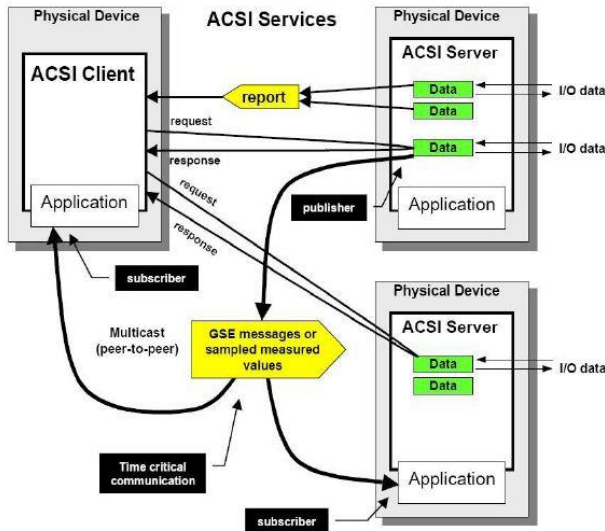 Physical Device
ACSI Services
Physical Device
ACSI Client
ACSI Server
report
Data
I/O data
Data
request
Data
I/O data
response
request
Application
publisher
Application
response
subscriber
Physical Device
ACSI Server
Multicast
(peer-to-peer)
GSE messages or
sampled measured
values
Data
I/O data
Data
Time critical
communication
Application
subscriber